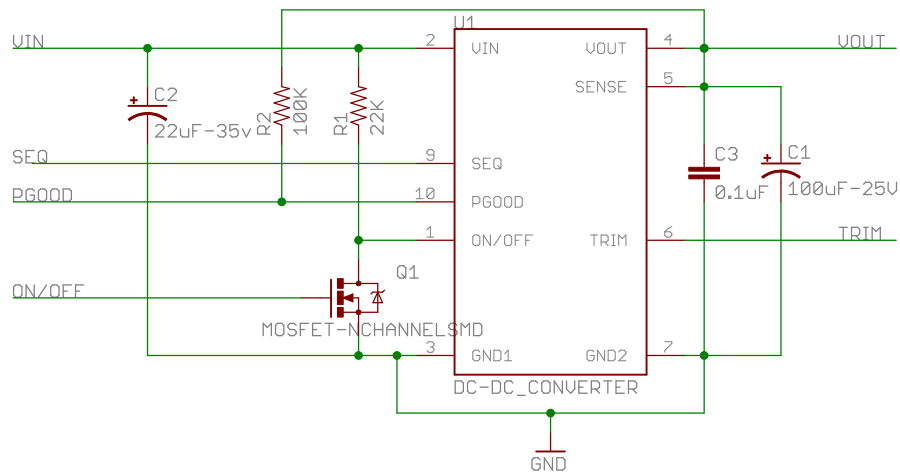 U1
VIN
2
VIN
VOUT
4
VOUT
SENSE
5
C2
22uF-35v
R2
100K
R1
22K
C3
0.1uF
C1
100uF-25V
SEQ
9
SEQ
PGOOD
10
PGOOD
1
ON/OFF
TRIM
6
TRIM
Q1
ON/OFF
MOSFET-NCHANNELSMD
3
GND1
GND2
7
DC-DC_CONVERTER
GND